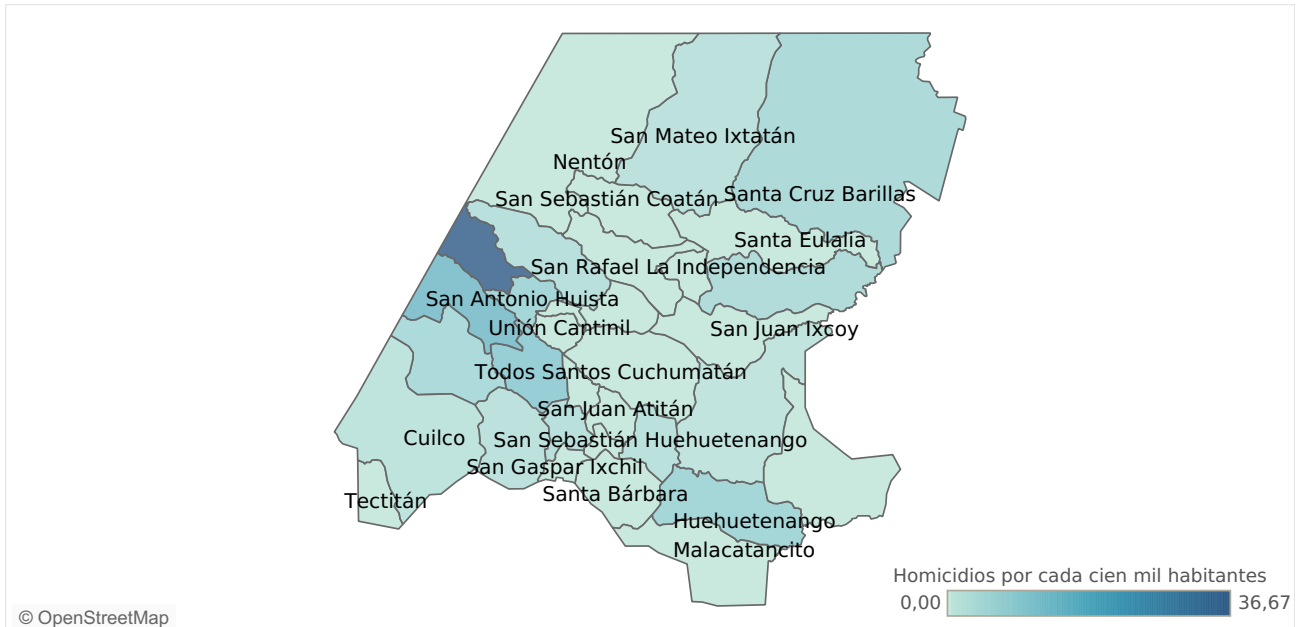 San Mateo Ixtatán
Nentón
San Sebastián Coatán
Santa Cruz Barillas
Santa Eulalia
San Rafael La Independencia
San Antonio Huista
Unión Cantinil
San Juan Ixcoy
Todos Santos Cuchumatán
San Juan Atitán
Cuilco
San Sebastián Huehuetenango
San Gaspar Ixchil
Tectitán
Santa Bárbara
Huehuetenango
Malacatancito
Homicidios por cada cien mil habitantes
0,00
36,67
© OpenStreetMap